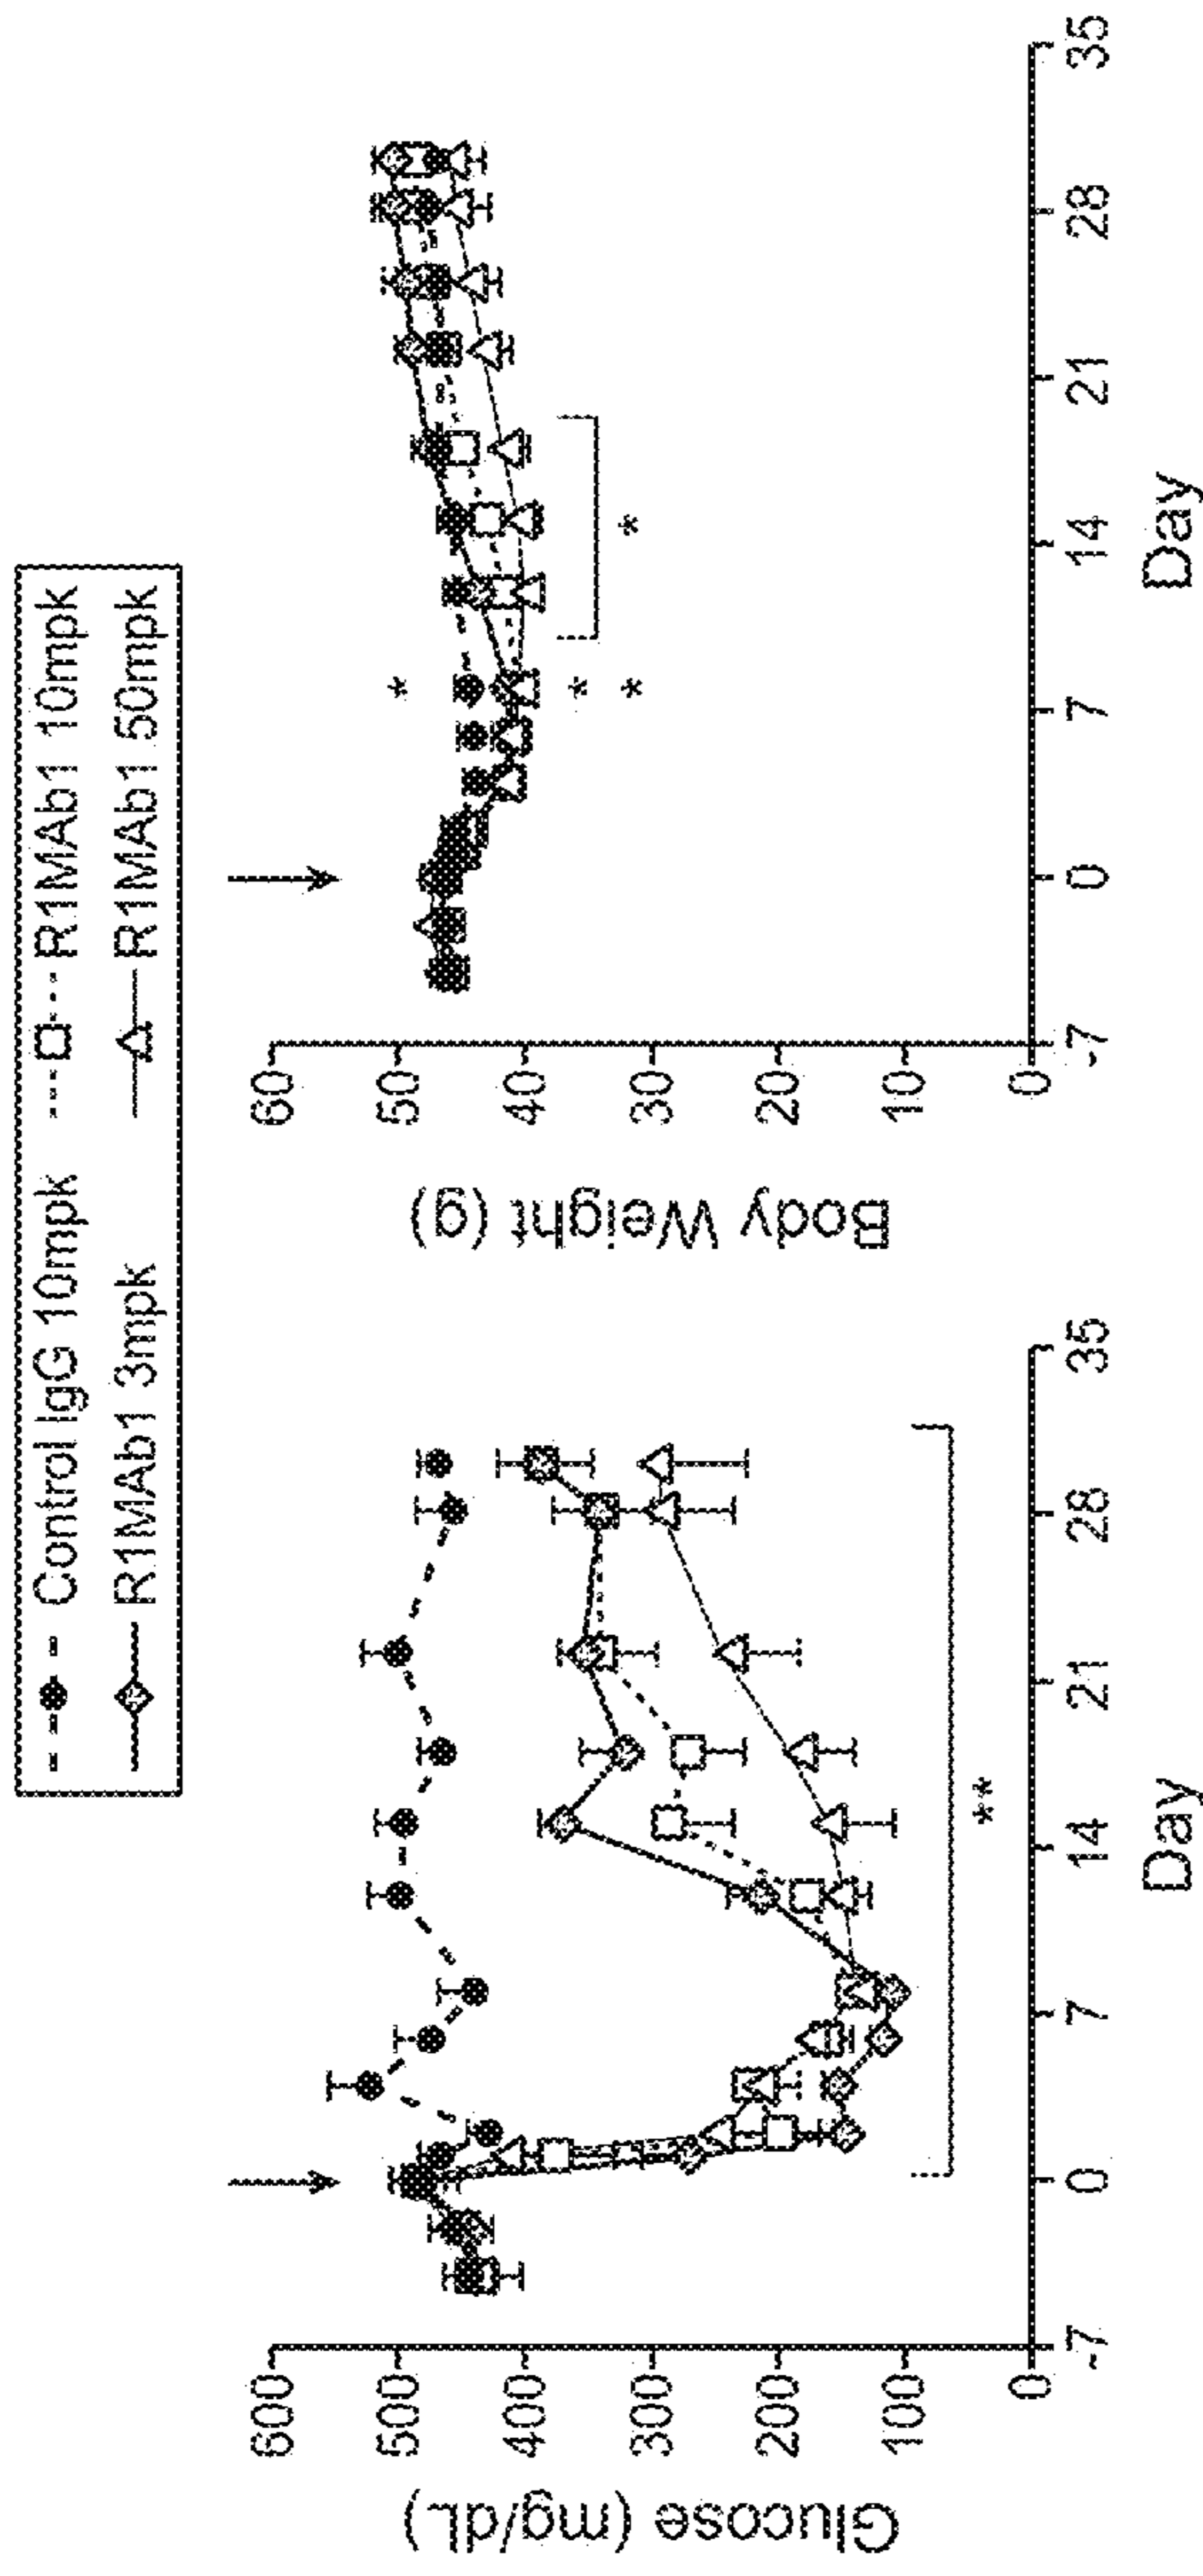 Control IgG 10mpk R1MAb1 10mpk
R1MAb1 3mpk R1MAb1 50mpk
Glucose (mg/dL)
600
500
400
300
200
100
0
-7 0 7 14 21 28 35
Day
**
Body Weight (g)
60
50
40
30
20
10
0
-7 0 7 14 21 28 35
Day
*
*
*
*